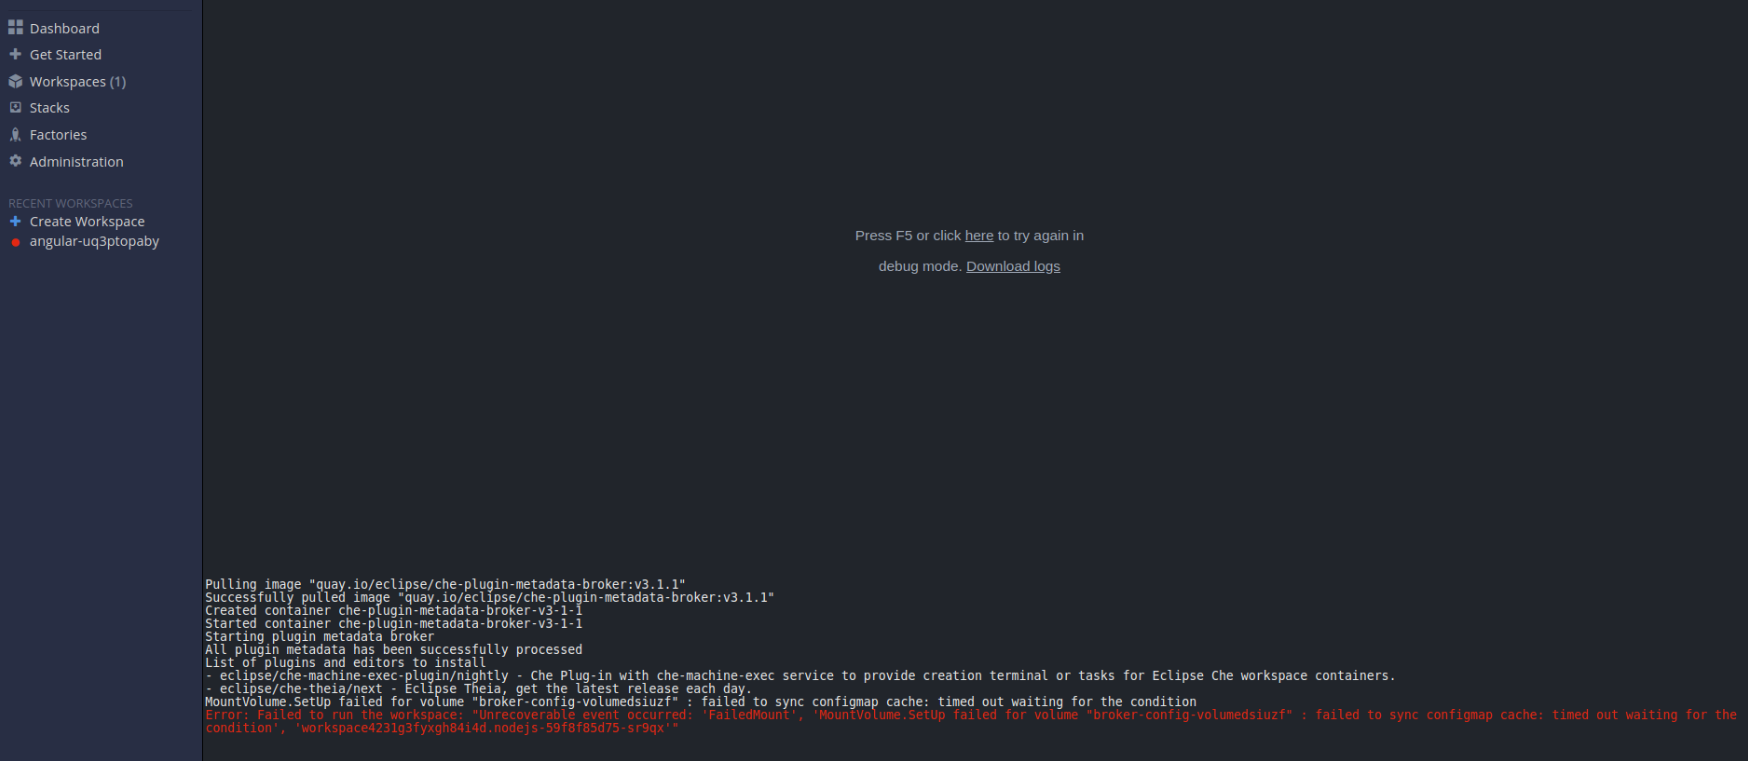 Dashboard
Get Started
Workspaces (1)
Stacks
Factories
Administration
RECENT WORKSPACES
Create Workspace
angular-uq3ptopaby
Press F5 or click here to try again in
debug mode. Download logs
Pulling image "quay.io/eclipse/che-plugin-metadata-broker:v3.1.1"
Successfully pulled image "quay.io/eclipse/che-plugin-metadata-broker:v3.1.1"
Created container che-plugin-metadata-broker-v3-1-1
Started container che-plugin-metadata-broker-v3-1-1
Starting plugin metadata broker
All plugin metadata has been successfully processed
List of plugins and editors to install
- eclipse/che-machine-exec-plugin/nightly - Che Plug-in with che-machine-exec service to provide creation terminal or tasks for Eclipse Che workspace containers.
- eclipse/che-theia/next - Eclipse Theia, get the latest release each day.
MountVolume.SetUp failed for volume "broker-config-volumedsiuzf" : failed to sync configmap cache: timed out waiting for the condition
Error: Failed to run the workspace: "Unrecoverable event occurred: 'FailedMount', 'MountVolume.SetUp failed for volume "broker-config-volumedsiuzf" : failed to sync configmap cache: timed out waiting for the
condition', 'workspace4231g3fyxgh84i4d.nodejs-59f8f85d75-sr9qx'"